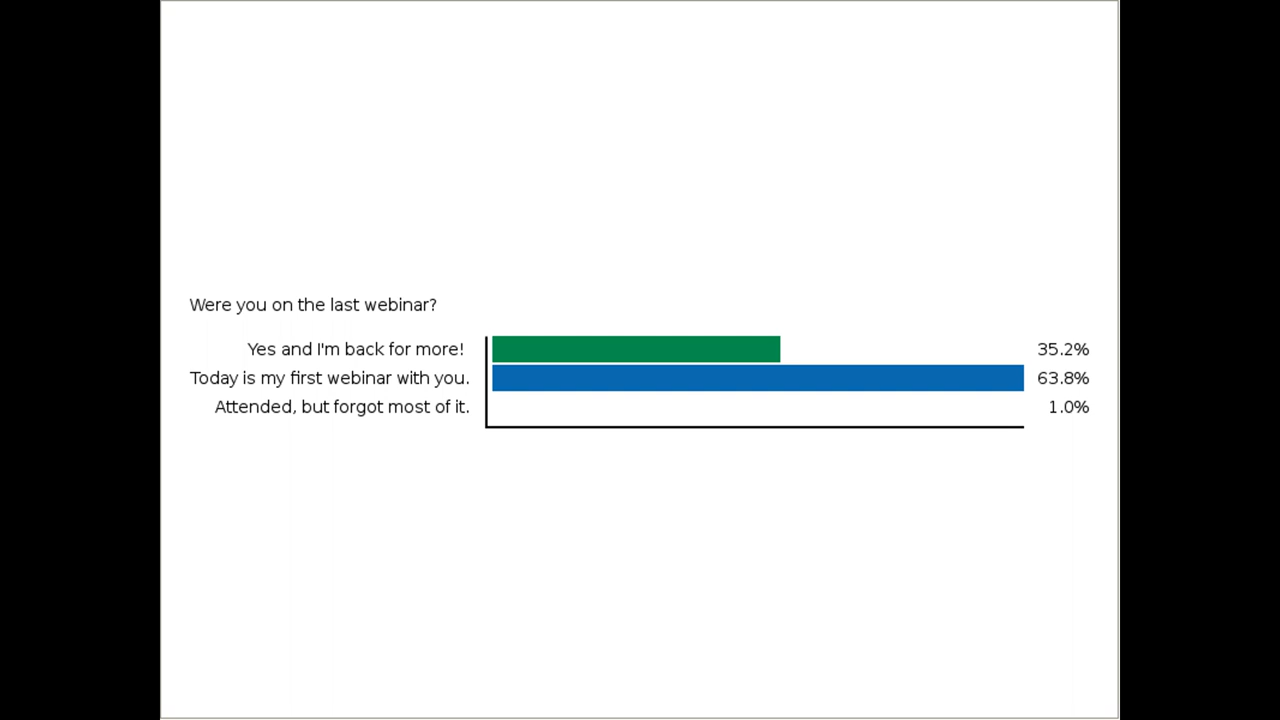 Were you on the last webinar?
Yes and I'm back for more! 35.2%
Today is my first webinar with you. 63.8%
Attended, but forgot most of it. 1.0%